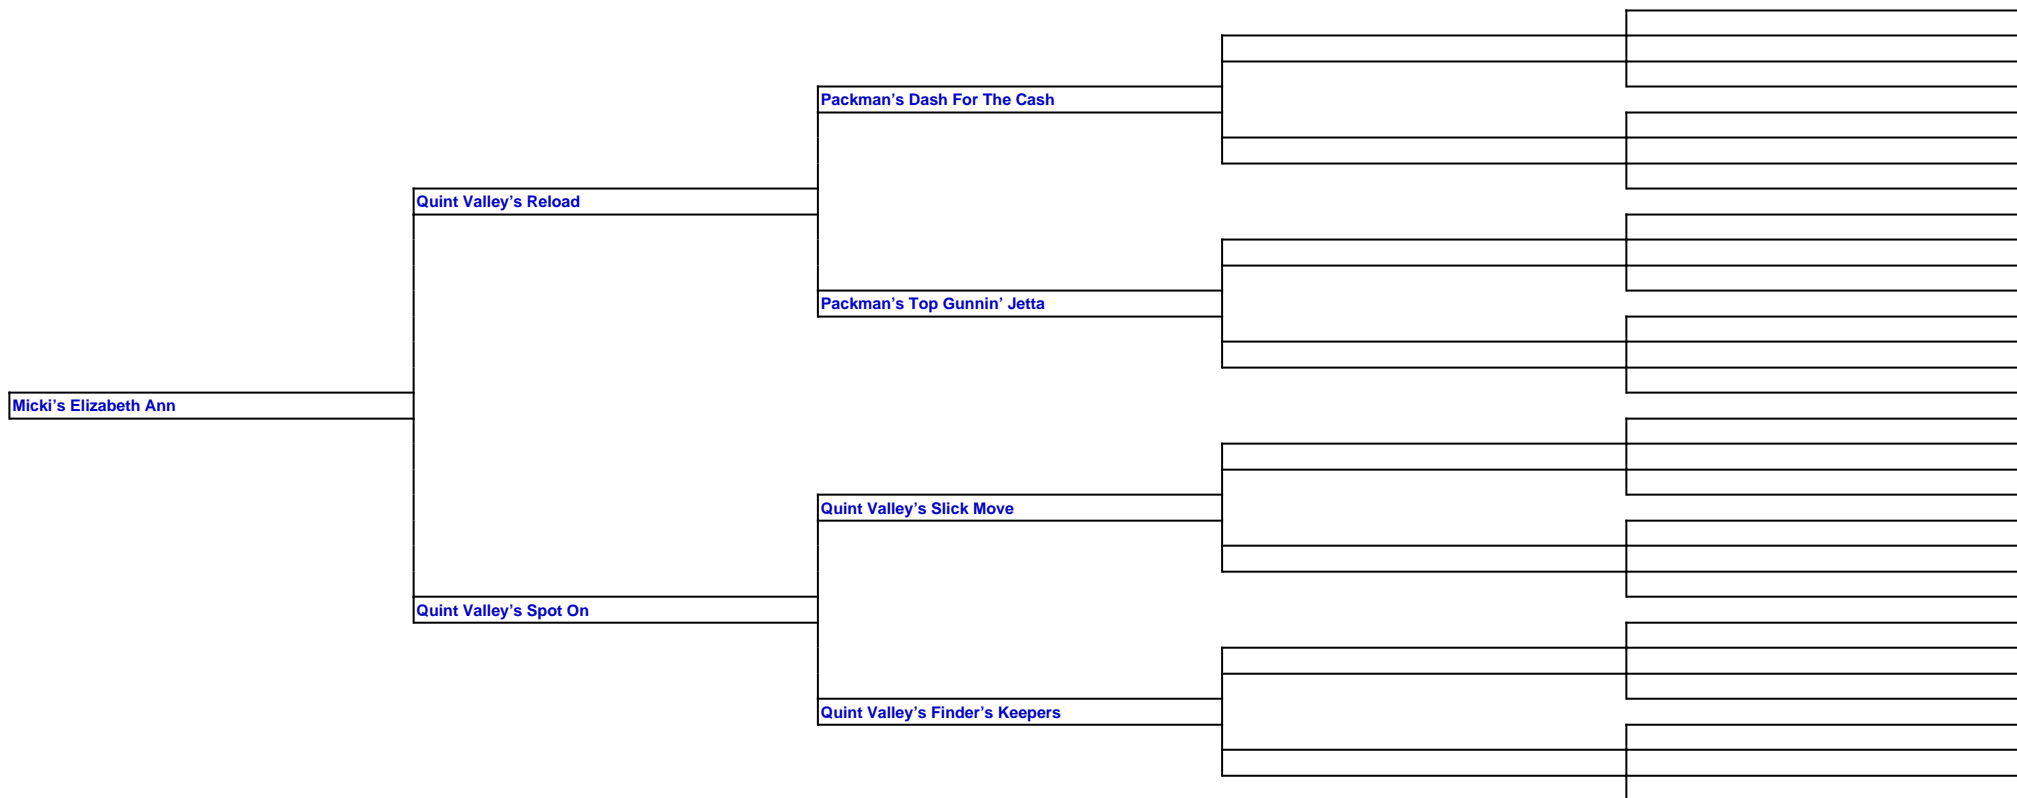 Packman’s Dash For The Cash
Quint Valley’s Reload
Packman’s Top Gunnin’ Jetta
Micki’s Elizabeth Ann
Quint Valley’s Slick Move
Quint Valley’s Spot On
Quint Valley’s Finder’s Keepers